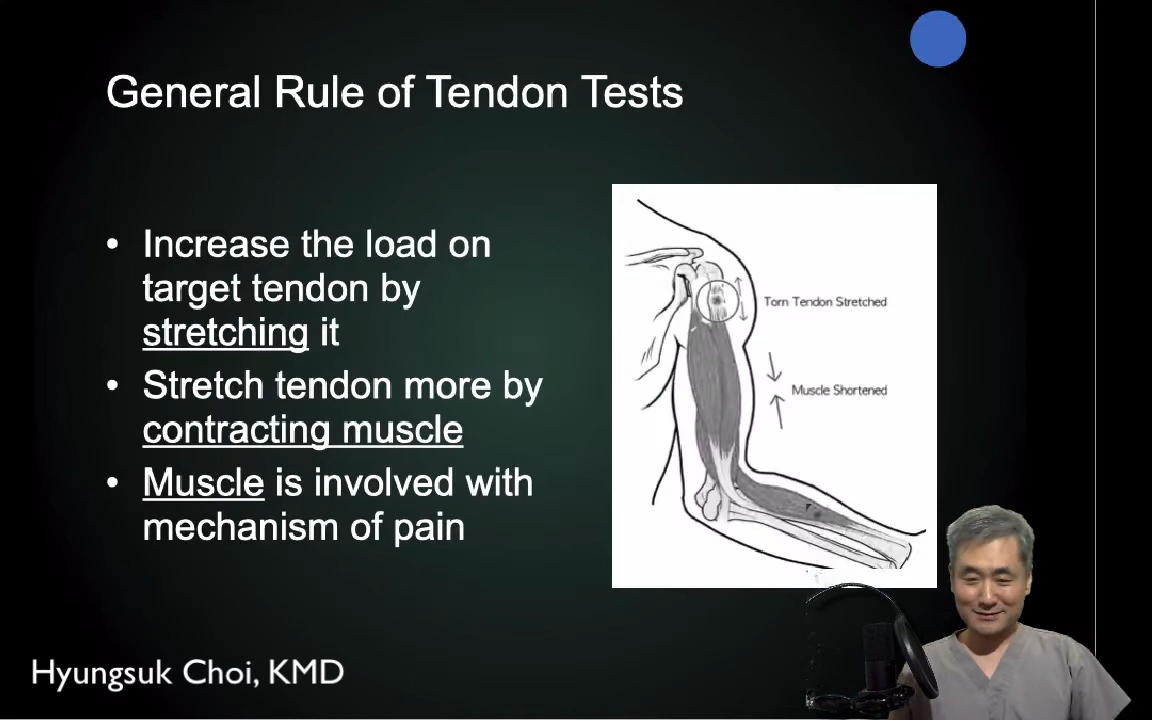 General Rule of Tendon Tests
• Increase the load on
target tendon by
stretching it
• Stretch tendon more by
contracting muscle
• Muscle is involved with
mechanism of pain
Torn Tendon Stretched
Muscle Shortened
Hyungsuk Choi, KMD